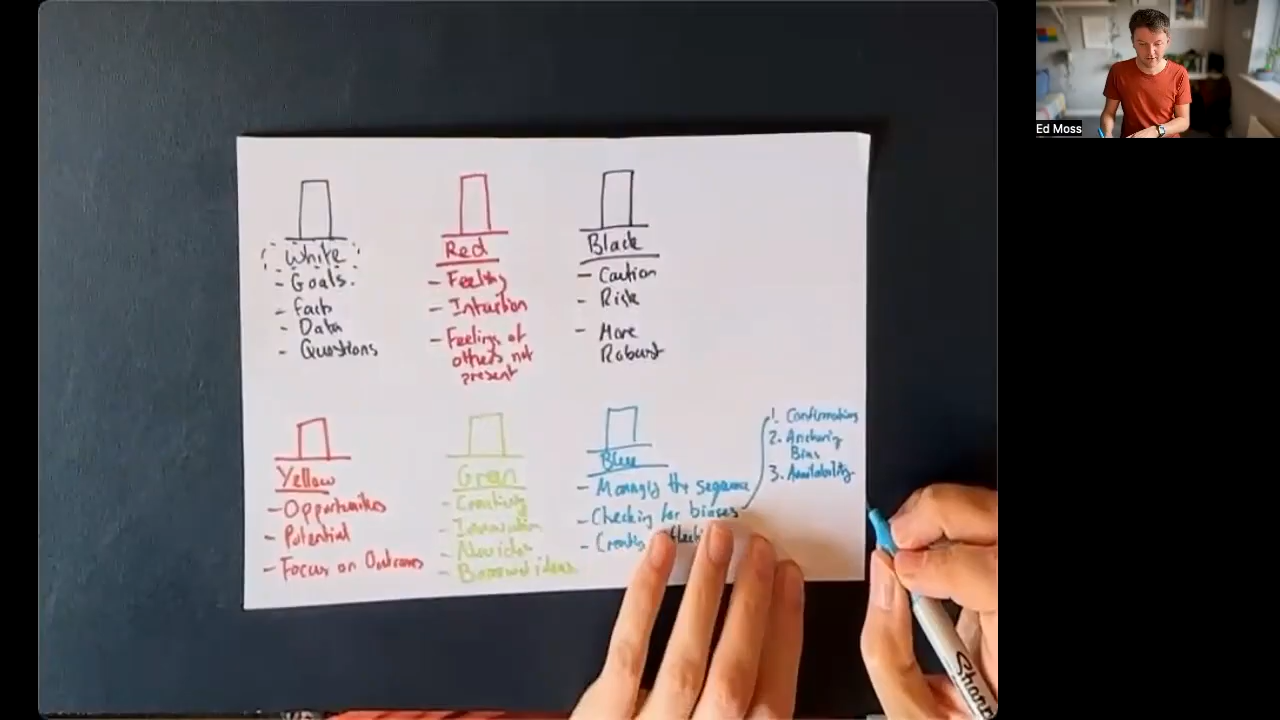 White
- Goals.
- Facts
- Data
- Questions
Red
- Feeling
- Intuition
- Feelings of
others not
present
Black
- Caution
- Risk
- More
Robust
Yellow
- Opportunities
- Potential
- Focus on Outcomes
Green
- Creativity
- Innovation
- New ideas
- Borrowed ideas
Blue
- Managing the sequence
- Checking for biases
1. Confirmation
2. Anchoring
Bias
3. Availability
Sharpie
Ed Moss